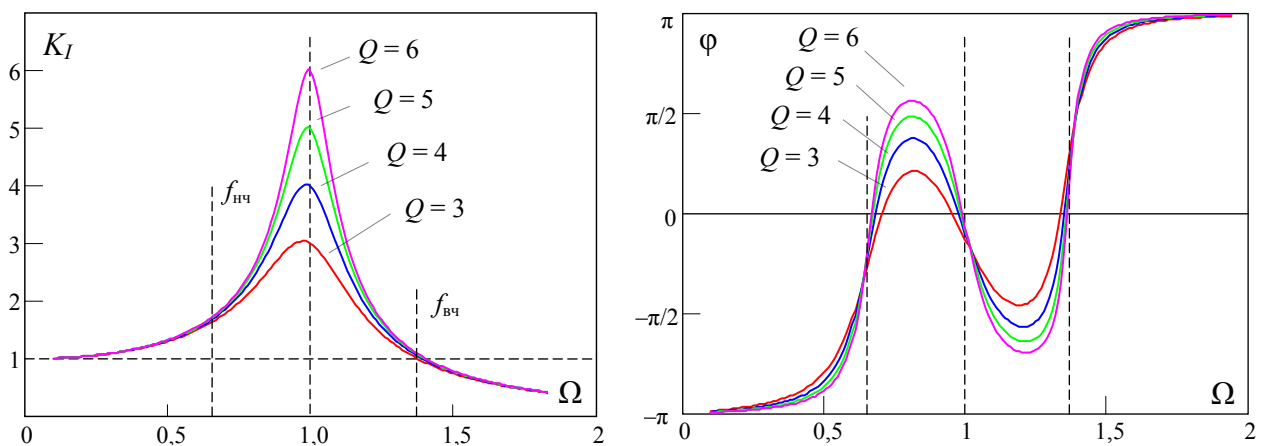 K_I
Q = 6
6
Q = 5
5
Q = 4
4
f_нч
Q = 3
3
2
f_вч
1
Ω
0
0,5
1,0
1,5
2
π
φ
Q = 6
Q = 5
π/2
Q = 4
Q = 3
0
–π/2
–π
Ω
0
0,5
1
1,5
2